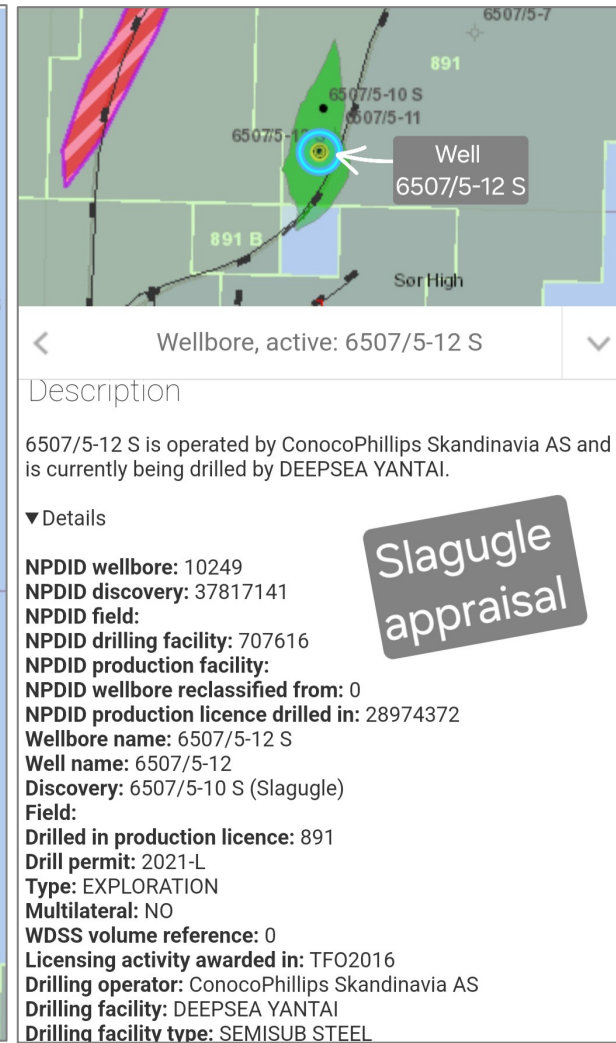 6507/5-7
891
6507/5-10 S
6507/5-11
6507/5-12 S
Well
6507/5-12 S
891 B
Sør High
Wellbore, active: 6507/5-12 S
Description
6507/5-12 S is operated by ConocoPhillips Skandinavia AS and
is currently being drilled by DEEPSEA YANTAI.
▼Details
Slagugle
appraisal
NPDID wellbore: 10249
NPDID discovery: 37817141
NPDID field:
NPDID drilling facility: 707616
NPDID production facility:
NPDID wellbore reclassified from: 0
NPDID production licence drilled in: 28974372
Wellbore name: 6507/5-12 S
Well name: 6507/5-12
Discovery: 6507/5-10 S (Slagugle)
Field:
Drilled in production licence: 891
Drill permit: 2021-L
Type: EXPLORATION
Multilateral: NO
WDSS volume reference: 0
Licensing activity awarded in: TFO2016
Drilling operator: ConocoPhillips Skandinavia AS
Drilling facility: DEEPSEA YANTAI
Drilling facility type: SEMISUB STEEL